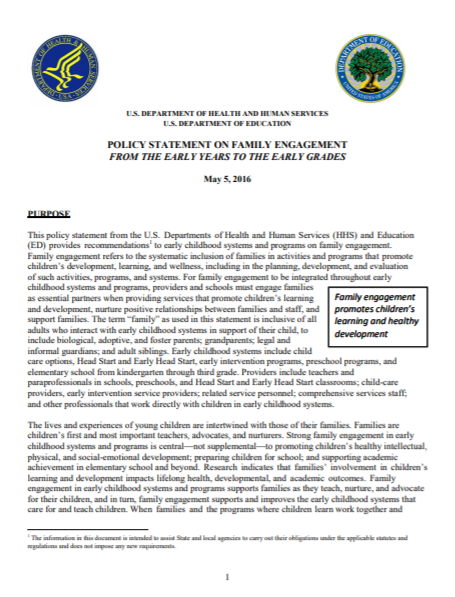 U.S. DEPARTMENT OF HEALTH AND HUMAN SERVICES
U.S. DEPARTMENT OF EDUCATION
POLICY STATEMENT ON FAMILY ENGAGEMENT
FROM THE EARLY YEARS TO THE EARLY GRADES
May 5, 2016
PURPOSE
This policy statement from the U.S. Departments of Health and Human Services (HHS) and Education
(ED) provides recommendations¹ to early childhood systems and programs on family engagement.
Family engagement refers to the systematic inclusion of families in activities and programs that promote
children's development, learning, and wellness, including in the planning, development, and evaluation
of such activities, programs, and systems. For family engagement to be integrated throughout early
childhood systems and programs, providers and schools must engage families
as essential partners when providing services that promote children's learning
and development, nurture positive relationships between families and staff, and
support families. The term "family" as used in this statement is inclusive of all
adults who interact with early childhood systems in support of their child, to
include biological, adoptive, and foster parents; grandparents; legal and
informal guardians; and adult siblings. Early childhood systems include child
care options, Head Start and Early Head Start, early intervention programs, preschool programs, and
elementary school from kindergarten through third grade. Providers include teachers and
paraprofessionals in schools, preschools, and Head Start and Early Head Start classrooms; child-care
providers, early intervention service providers; related service personnel; comprehensive services staff;
and other professionals that work directly with children in early childhood systems.
Family engagement
promotes children's
learning and healthy
development
The lives and experiences of young children are intertwined with those of their families. Families are
children's first and most important teachers, advocates, and nurturers. Strong family engagement in early
childhood systems and programs is central—not supplemental—to promoting children's healthy intellectual,
physical, and social-emotional development; preparing children for school; and supporting academic
achievement in elementary school and beyond. Research indicates that families' involvement in children's
learning and development impacts lifelong health, developmental, and academic outcomes. Family
engagement in early childhood systems and programs supports families as they teach, nurture, and advocate
for their children, and in turn, family engagement supports and improves the early childhood systems that
care for and teach children. When families and the programs where children learn work together and
¹ The information in this document is intended to assist State and local agencies to carry out their obligations under the applicable statutes and
regulations and does not impose any new requirements.
1